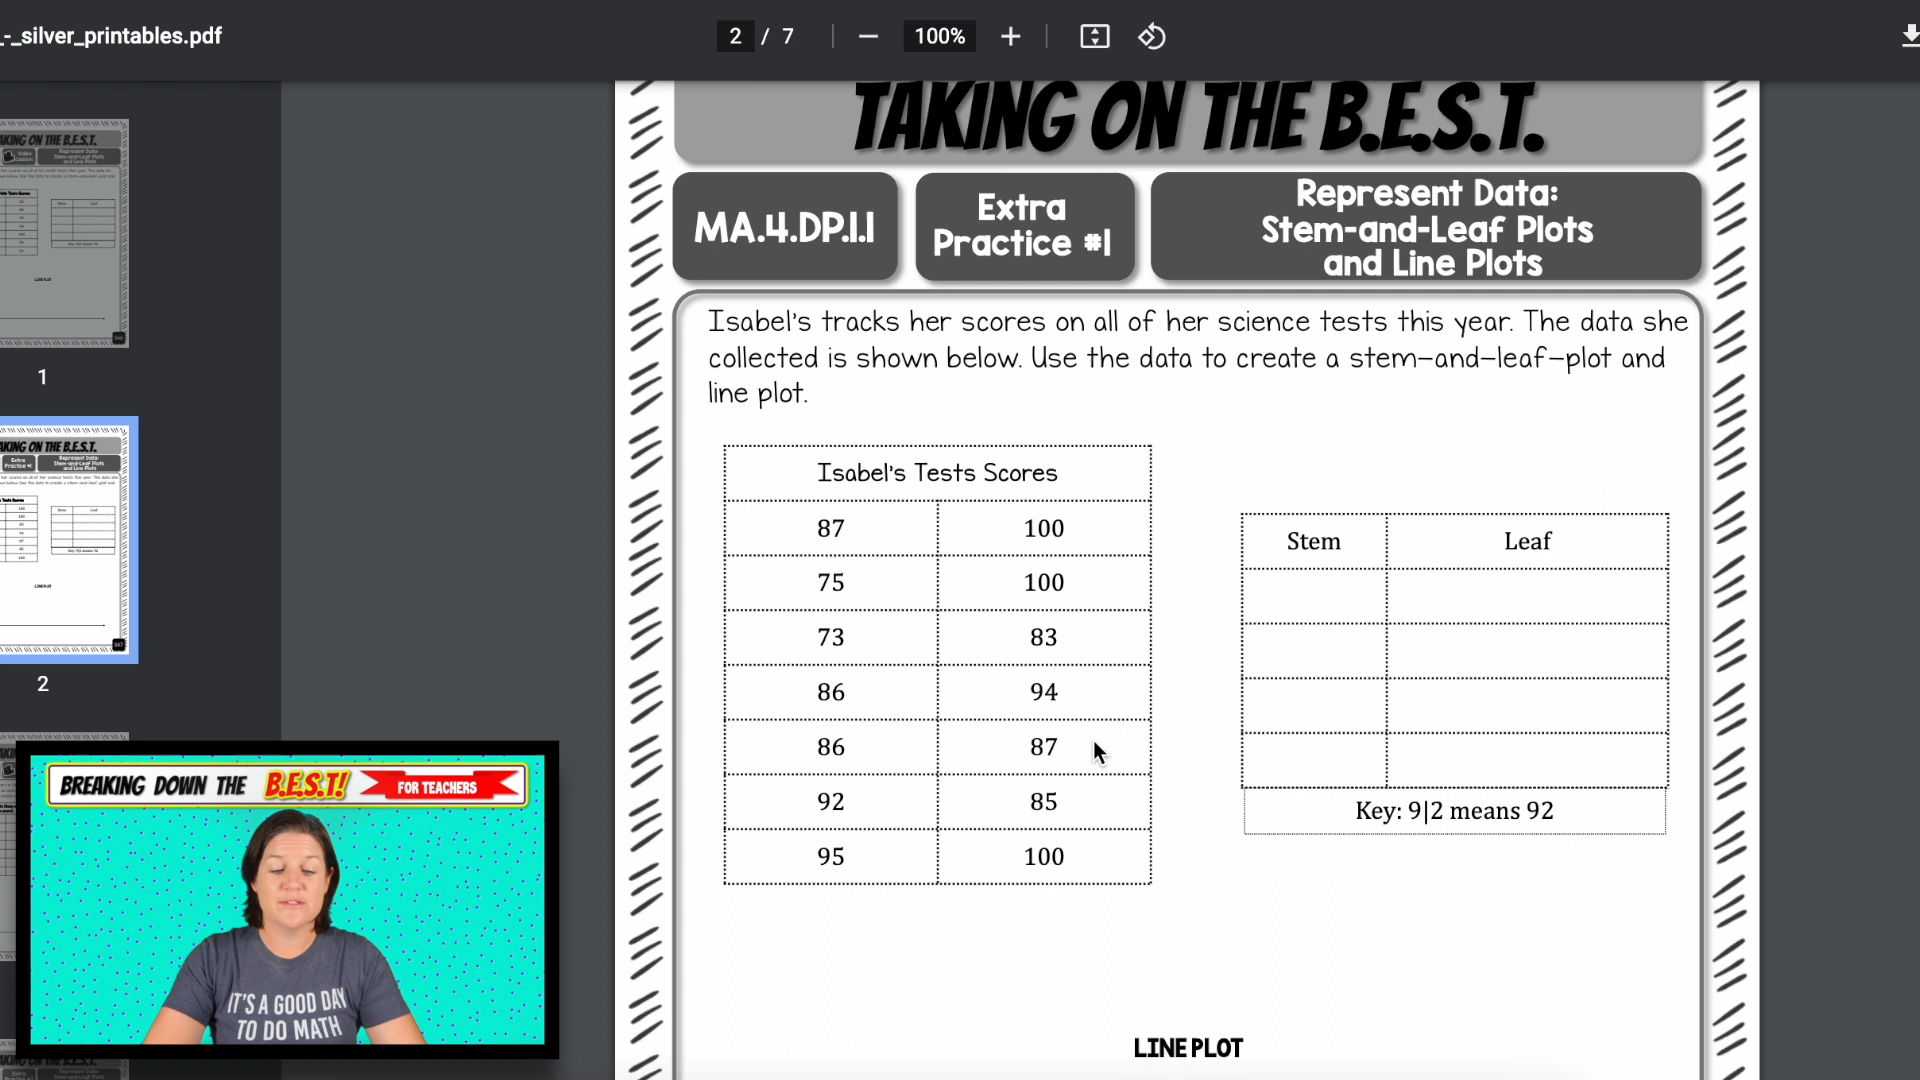 _-_silver_printables.pdf
2 / 7
100%
TAKING ON THE B.E.S.T.
MA.4.DP.1.1
Extra
Practice #1
Represent Data:
Stem-and-Leaf Plots
and Line Plots
Isabel's tracks her scores on all of her science tests this year. The data she
collected is shown below. Use the data to create a stem-and-leaf-plot and
line plot.
Isabel's Tests Scores
87 100
75 100
73 83
86 94
86 87
92 85
95 100
Stem Leaf
Key: 9|2 means 92
LINE PLOT
1
2
BREAKING DOWN THE B.E.S.T! FOR TEACHERS
IT'S A GOOD DAY
TO DO MATH